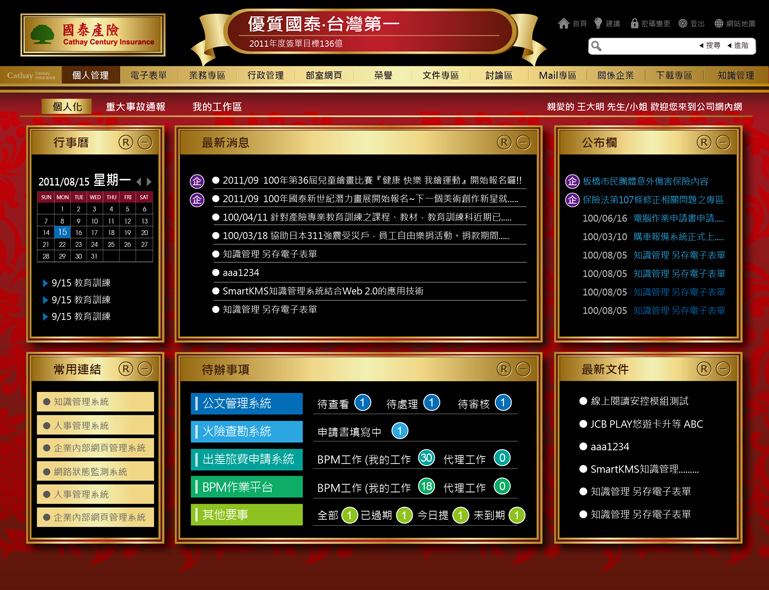 國泰產險
Cathay Century Insurance
優質國泰‧台灣第一
2011年度簽單目標136億
首頁 建議 密碼變更 登出 網站地圖
搜尋 進階
Cathay Century Insurance 個人管理 電子表單 業務專區 行政管理 部室網頁 榮譽 文件專區 討論區 Mail專區 關係企業 下載專區 知識管理
個人化 重大事故通報 我的工作區 親愛的 王大明 先生/小姐 歡迎您來到公司網內網
行事曆 R
2011/08/15 星期一
SUN MON TUE WED THU FRI SAT
1 2 3 4 5 6
7 8 9 10 11 12 13
14 15 16 17 18 19 20
21 22 23 24 25 26 27
28 29 30 31
9/15 教育訓練
9/15 教育訓練
9/15 教育訓練
最新消息 R
企 2011/09 100年第36屆兒童繪畫比賽『健康 快樂 我繪運動』開始報名囉!!
企 2011/09 100年國泰新世紀潛力畫展開始報名~下一個美術創作新星就.....
100/04/11 針對產險專業教育訓練之課程、教材、教育訓練科近期已.....
100/03/18 協助日本311強震受災戶，員工自由樂捐活動。捐款期間.....
知識管理 另存電子表單
aaa1234
SmartKMS知識管理系統結合Web 2.0的應用技術
知識管理 另存電子表單
公布欄 R
企 板橋市民團體意外傷害保險內容
企 保險法第107條修正相關問題之專區
100/06/16 電腦作業申請書申請....
100/03/10 購車報備系統正式上.....
100/08/05 知識管理 另存電子表單
100/08/05 知識管理 另存電子表單
100/08/05 知識管理 另存電子表單
100/08/05 知識管理 另存電子表單
常用連結 R
知識管理系統
人事管理系統
企業內部網頁管理系統
網路狀態監測系統
人事管理系統
企業內部網頁管理系統
待辦事項 R
公文管理系統 待查看 1 待處理 1 待審核 1
火險查勘系統 申請書填寫中 1
出差旅費申請系統 BPM工作 (我的工作 30 代理工作 0
BPM作業平台 BPM工作 (我的工作 18 代理工作 0
其他要事 全部 1 已過期 1 今日提 1 未到期 1
最新文件 R
線上閱讀安控模組測試
JCB PLAY悠遊卡升等 ABC
aaa1234
SmartKMS知識管理.........
知識管理 另存電子表單
知識管理 另存電子表單